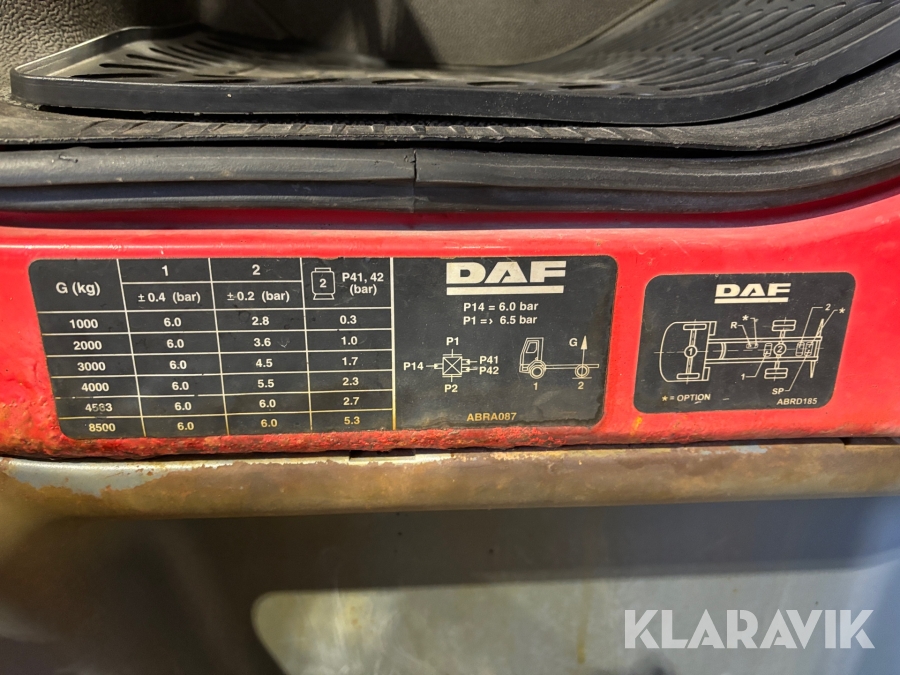 G (kg) 1 2 2 P41, 42 (bar)
± 0.4 (bar) ± 0.2 (bar)
1000 6.0 2.8 0.3
2000 6.0 3.6 1.0
3000 6.0 4.5 1.7
4000 6.0 5.5 2.3
4583 6.0 6.0 2.7
8500 6.0 6.0 5.3
DAF
P14 = 6.0 bar
P1 => 6.5 bar
P1
P14 P41
P42
P2
G
1 2
ABRA087
DAF
R * 2 *
1 2
1 SP
* = OPTION ABRD185
KLARAVIK